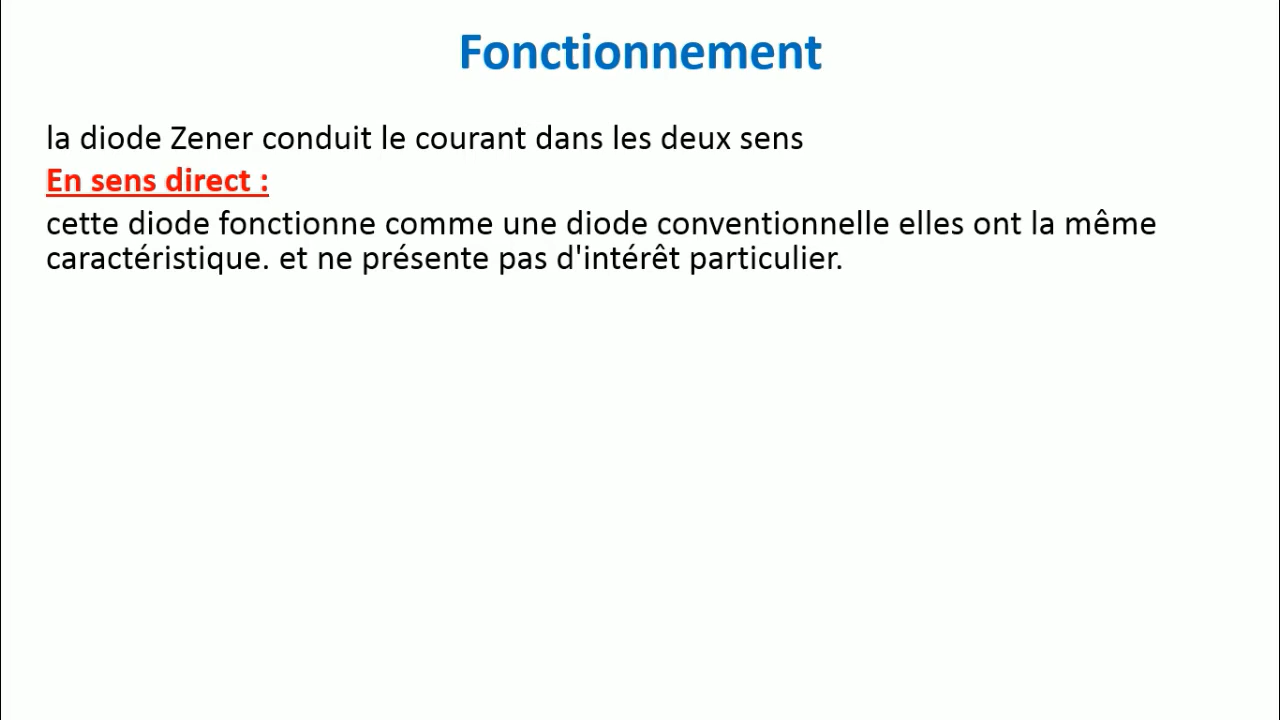 Fonctionnement
la diode Zener conduit le courant dans les deux sens
En sens direct :
cette diode fonctionne comme une diode conventionnelle elles ont la même
caractéristique. et ne présente pas d'intérêt particulier.